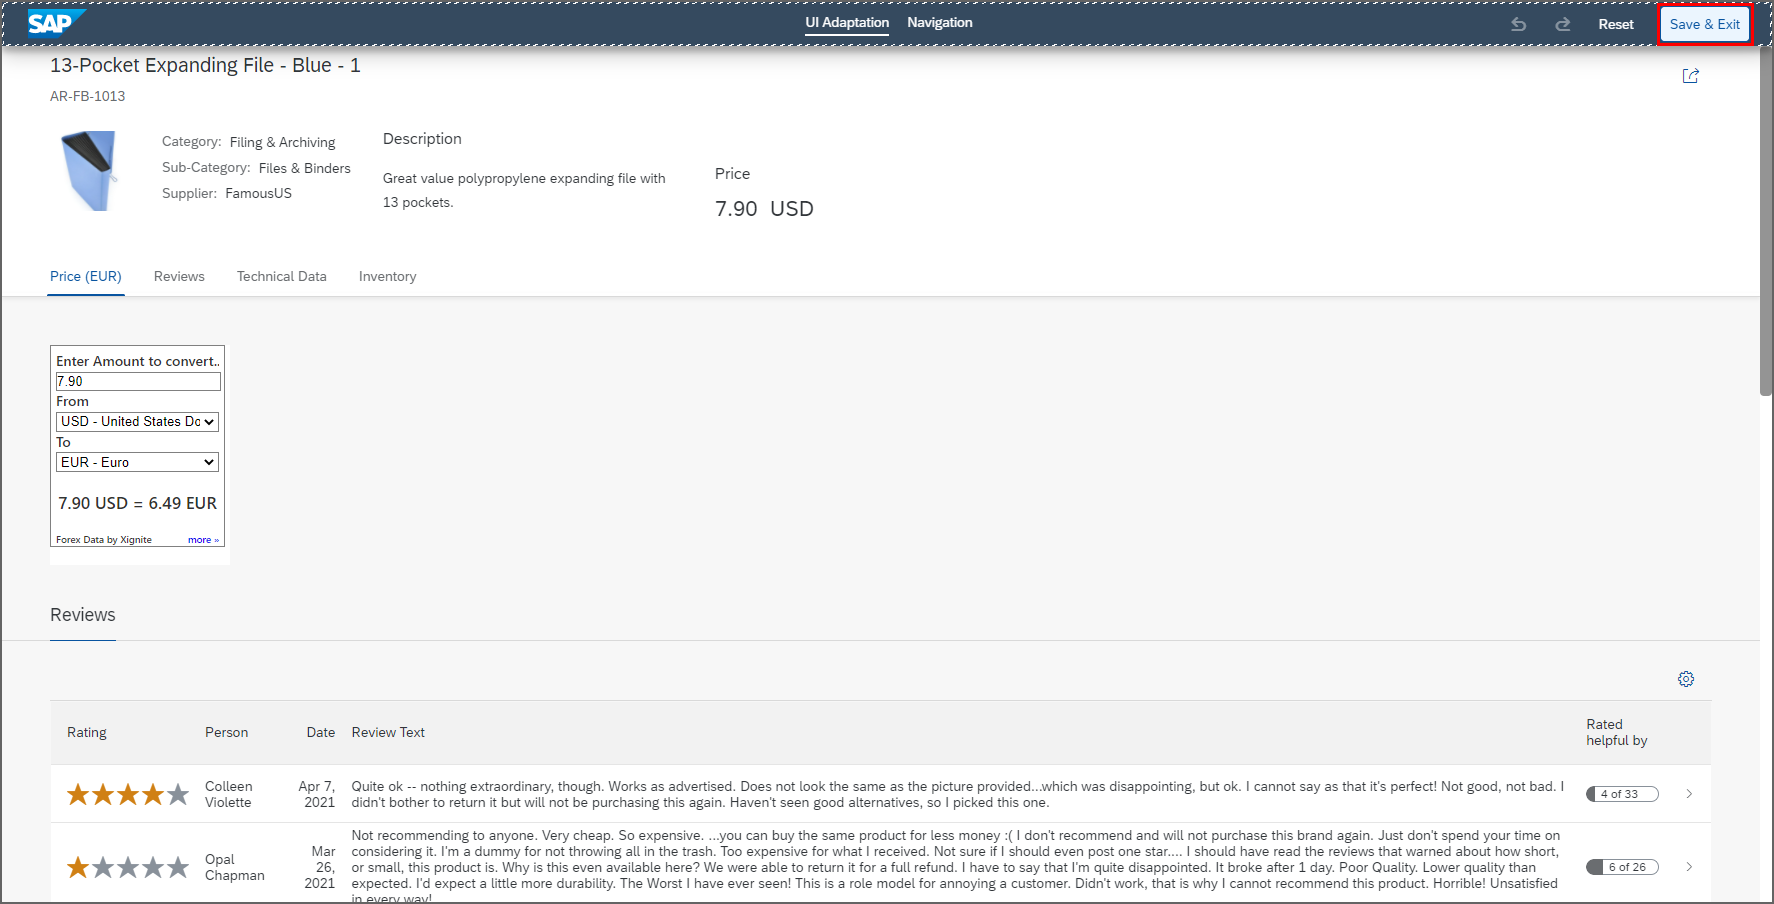 SAP
UI Adaptation
Navigation
Reset
Save & Exit
13-Pocket Expanding File - Blue - 1
AR-FB-1013
Category: Filing & Archiving
Sub-Category: Files & Binders
Supplier: FamousUS
Description
Great value polypropylene expanding file with
13 pockets.
Price
7.90 USD
Price (EUR)
Reviews
Technical Data
Inventory
Enter Amount to convert..
7.90
From
USD - United States Do
To
EUR - Euro
7.90 USD = 6.49 EUR
Forex Data by Xignite
more »
Reviews
Rating
Person
Date
Review Text
Rated
helpful by
Colleen
Violette
Apr 7,
2021
Quite ok -- nothing extraordinary, though. Works as advertised. Does not look the same as the picture provided...which was disappointing, but ok. I cannot say as that it's perfect! Not good, not bad. I
didn't bother to return it but will not be purchasing this again. Haven't seen good alternatives, so I picked this one.
4 of 33
Opal
Chapman
Mar
26,
2021
Not recommending to anyone. Very cheap. So expensive. ...you can buy the same product for less money :( I don't recommend and will not purchase this brand again. Just don't spend your time on
considering it. I'm a dummy for not throwing all in the trash. Too expensive for what I received. Not sure if I should even post one star.... I should have read the reviews that warned about how short,
or small, this product is. Why is this even available here? We were able to return it for a full refund. I have to say that I'm quite disappointed. It broke after 1 day. Poor Quality. Lower quality than
expected. I'd expect a little more durability. The Worst I have ever seen! This is a role model for annoying a customer. Didn't work, that is why I cannot recommend this product. Horrible! Unsatisfied
in every way!
6 of 26